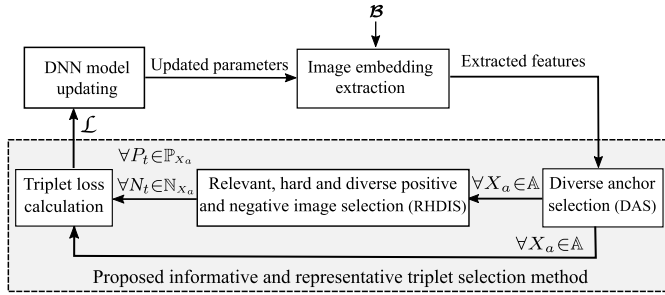 𝓑
DNN model
updating
Updated parameters
Image embedding
extraction
Extracted features
𝓛
∀P_t∈ℙ_{X_a}
∀N_t∈ℕ_{X_a}
Triplet loss
calculation
Relevant, hard and diverse positive
and negative image selection (RHDIS)
∀X_a∈𝔸
Diverse anchor
selection (DAS)
∀X_a∈𝔸
Proposed informative and representative triplet selection method